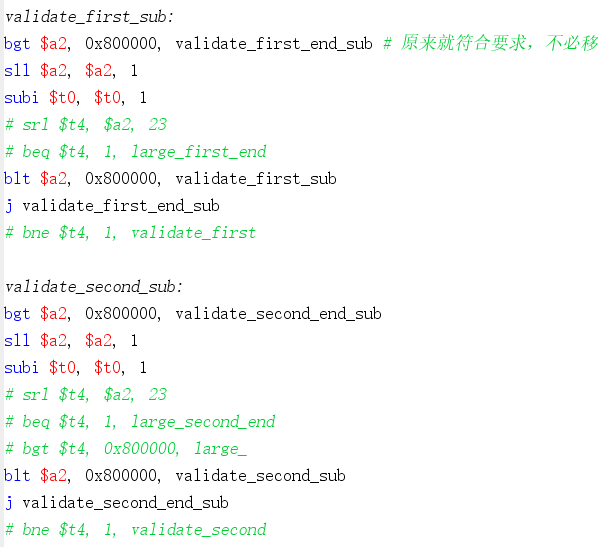 validate_first_sub:
bgt $a2, 0x800000, validate_first_end_sub # 原来就符合要求，不必移
sll $a2, $a2, 1
subi $t0, $t0, 1
# srl $t4, $a2, 23
# beq $t4, 1, large_first_end
blt $a2, 0x800000, validate_first_sub
j validate_first_end_sub
# bne $t4, 1, validate_first
validate_second_sub:
bgt $a2, 0x800000, validate_second_end_sub
sll $a2, $a2, 1
subi $t0, $t0, 1
# srl $t4, $a2, 23
# beq $t4, 1, large_second_end
# bgt $t4, 0x800000, large_
blt $a2, 0x800000, validate_second_sub
j validate_second_end_sub
# bne $t4, 1, validate_second